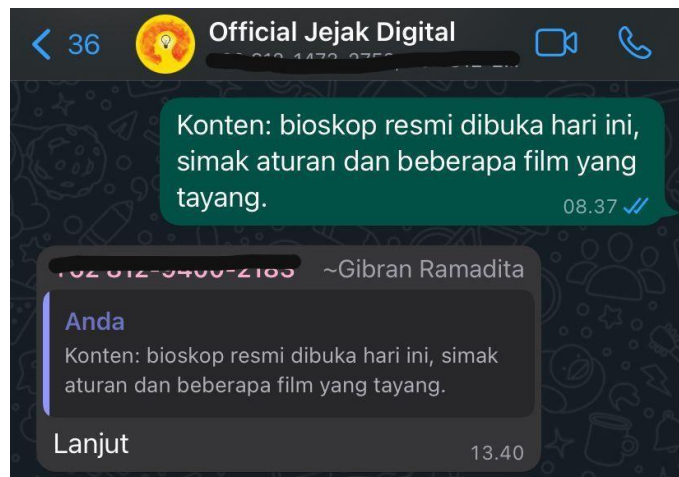 36
Official Jejak Digital
Konten: bioskop resmi dibuka hari ini,
simak aturan dan beberapa film yang
tayang.
08.37
~Gibran Ramadita
Anda
Konten: bioskop resmi dibuka hari ini, simak
aturan dan beberapa film yang tayang.
Lanjut
13.40